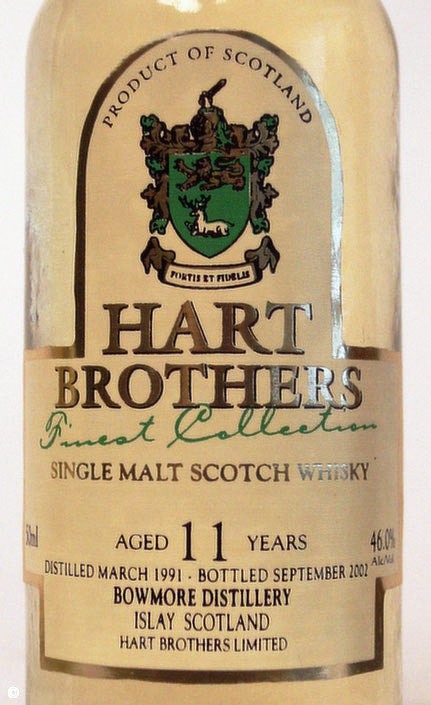 PRODUCT OF SCOTLAND
FORTIS ET FIDELIS
HART
BROTHERS
Finest Collection
SINGLE MALT SCOTCH WHISKY
50ml
AGED 11 YEARS
46.0%
Alc/Vol
DISTILLED MARCH 1991 · BOTTLED SEPTEMBER 2002
BOWMORE DISTILLERY
ISLAY SCOTLAND
HART BROTHERS LIMITED
©